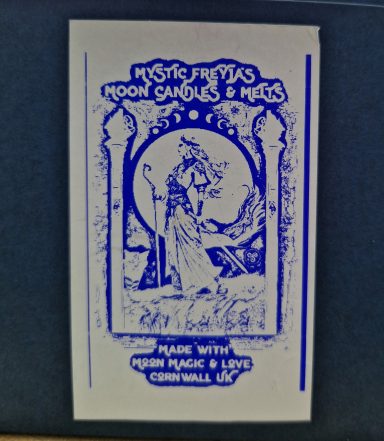 MYSTIC FREYJA'S
MOON CANDLES & MELTS
MADE WITH
MOON MAGIC & LOVE
CORNWALL UK